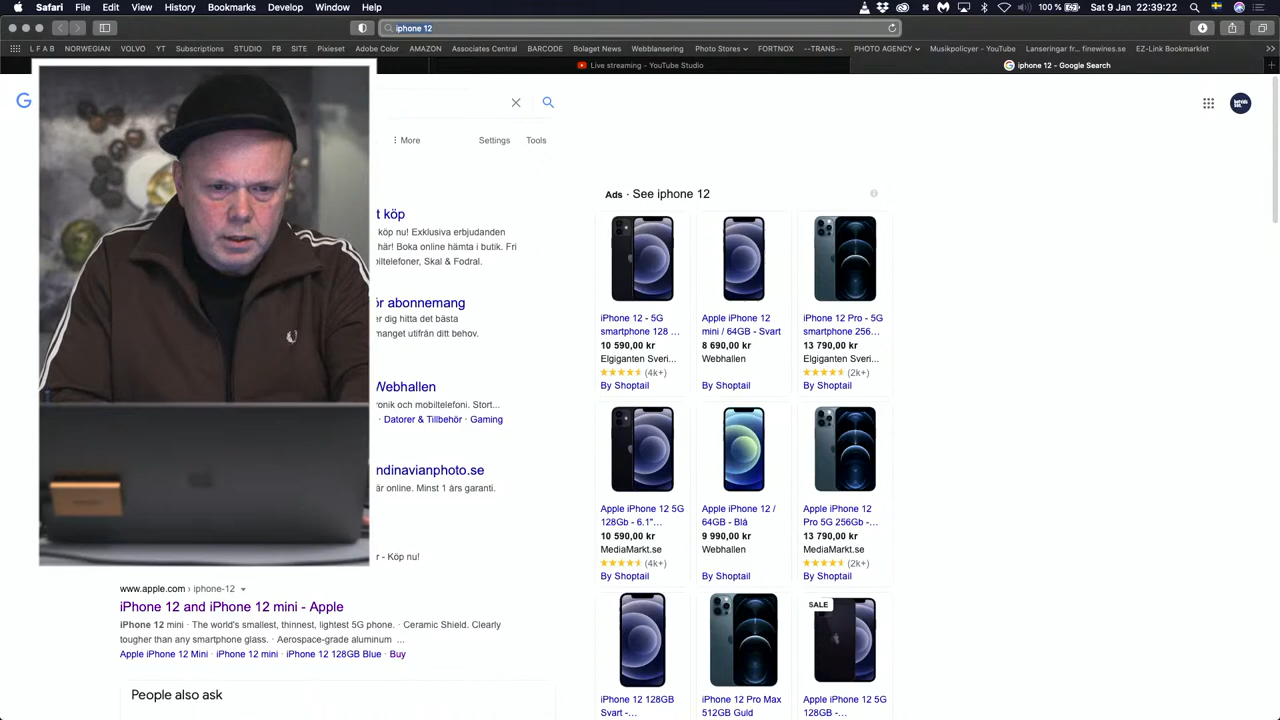 Safari File Edit View History Bookmarks Develop Window Help
100 % Sat 9 Jan 22:39:22
iphone 12
L F A B NORWEGIAN VOLVO YT Subscriptions STUDIO FB SITE Pixieset Adobe Color AMAZON Associates Central BARCODE Bolaget News Webblansering Photo Stores FORTNOX --TRANS-- PHOTO AGENCY Musikpolicyer - YouTube Lanseringar fr... finewines.se EZ-Link Bookmarklet
Live streaming - YouTube Studio
iphone 12 - Google Search
More
Settings
Tools
t köp
köp nu! Exklusiva erbjudanden
här! Boka online hämta i butik. Fri
biltelefoner, Skal & Fodral.
ör abonnemang
er dig hitta det bästa
manget utifrån ditt behov.
Webhallen
ronik och mobiltelefoni. Stort...
· Datorer & Tillbehör · Gaming
ndinavianphoto.se
är online. Minst 1 års garanti.
r - Köp nu!
www.apple.com › iphone-12
iPhone 12 and iPhone 12 mini - Apple
iPhone 12 mini · The world's smallest, thinnest, lightest 5G phone. · Ceramic Shield. Clearly
tougher than any smartphone glass. · Aerospace-grade aluminum ...
Apple iPhone 12 Mini · iPhone 12 mini · iPhone 12 128GB Blue · Buy
People also ask
Ads · See iphone 12
iPhone 12 - 5G
smartphone 128 ...
10 590,00 kr
Elgiganten Sveri...
(4k+)
By Shoptail
Apple iPhone 12
mini / 64GB - Svart
8 690,00 kr
Webhallen
By Shoptail
iPhone 12 Pro - 5G
smartphone 256...
13 790,00 kr
Elgiganten Sveri...
(2k+)
By Shoptail
Apple iPhone 12 5G
128Gb - 6.1"...
10 590,00 kr
MediaMarkt.se
(4k+)
By Shoptail
Apple iPhone 12 /
64GB - Blå
9 990,00 kr
Webhallen
By Shoptail
Apple iPhone 12
Pro 5G 256Gb -...
13 790,00 kr
MediaMarkt.se
(2k+)
By Shoptail
iPhone 12 128GB
Svart -...
iPhone 12 Pro Max
512GB Guld
SALE
Apple iPhone 12 5G
128GB -...